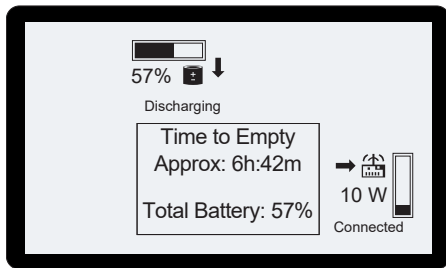 57%
Discharging
Time to Empty
Approx: 6h:42m
Total Battery: 57%
10 W
Connected